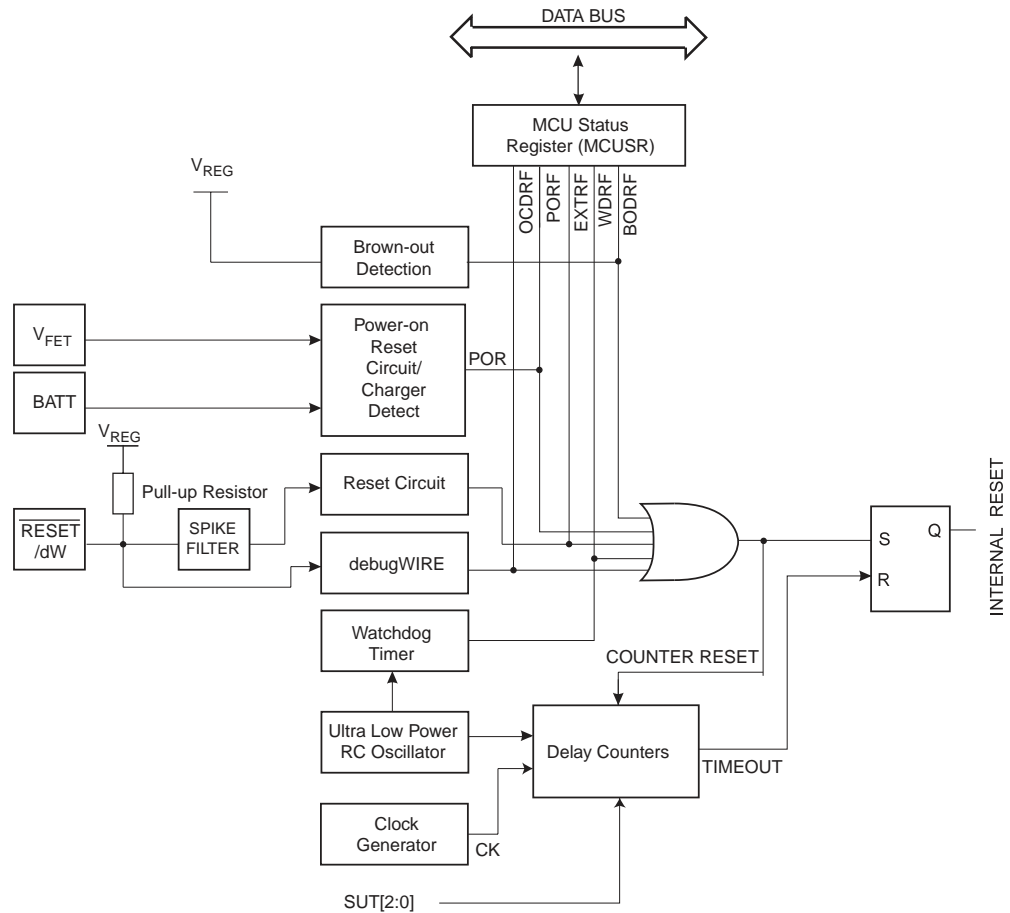 DATA BUS
MCU Status
Register (MCUSR)
OCDRF
PORF
EXTRF
WDRF
BODRF
VREG
Brown-out
Detection
VFET
BATT
Power-on
Reset
Circuit/
Charger
Detect
POR
VREG
Pull-up Resistor
RESET
/dW
SPIKE
FILTER
Reset Circuit
debugWIRE
S
R
Q
INTERNAL RESET
Watchdog
Timer
COUNTER RESET
Ultra Low Power
RC Oscillator
Delay Counters
TIMEOUT
Clock
Generator
CK
SUT[2:0]